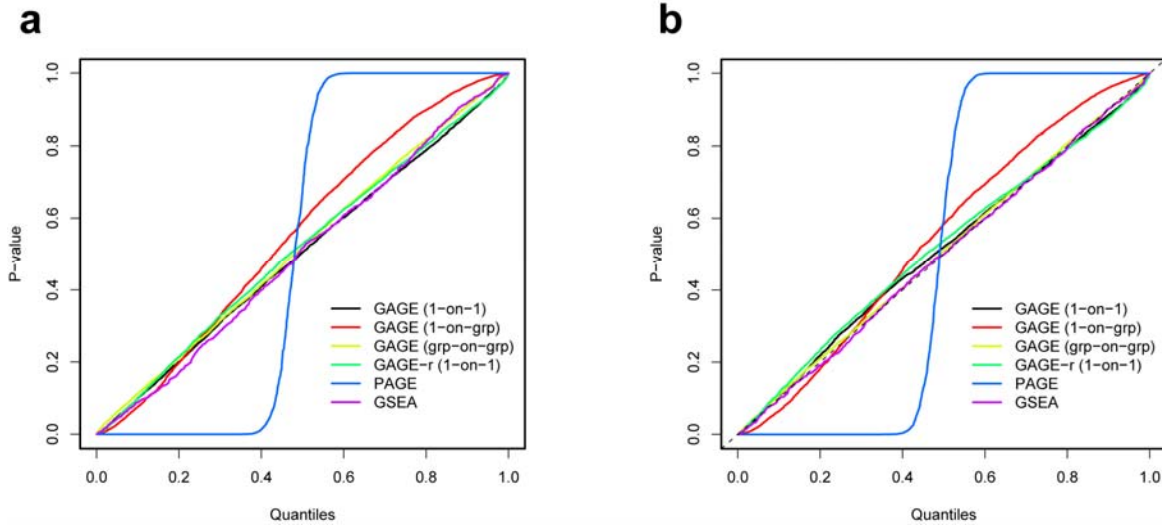 a
1.0
0.8
0.6
0.4
0.2
0.0
P-value
GAGE (1-on-1)
GAGE (1-on-grp)
GAGE (grp-on-grp)
GAGE-r (1-on-1)
PAGE
GSEA
0.0 0.2 0.4 0.6 0.8 1.0
Quantiles
b
1.0
0.8
0.6
0.4
0.2
0.0
P-value
GAGE (1-on-1)
GAGE (1-on-grp)
GAGE (grp-on-grp)
GAGE-r (1-on-1)
PAGE
GSEA
0.0 0.2 0.4 0.6 0.8 1.0
Quantiles